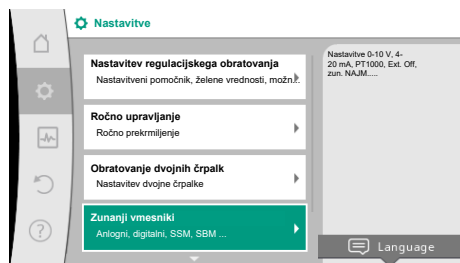 Nastavitve
Nastavitev regulacijskega obratovanja
Nastavitveni pomočnik, želene vrednosti, možn...
Ročno upravljanje
Ročno prekrmiljenje
Obratovanje dvojnih črpalk
Nastavitev dvojne črpalke
Zunanji vmesniki
Anlogni, digitalni, SSM, SBM ...
Nastavitve 0-10 V, 4-
20 mA, PT1000, Ext. Off,
zun. NAJM.....
Language